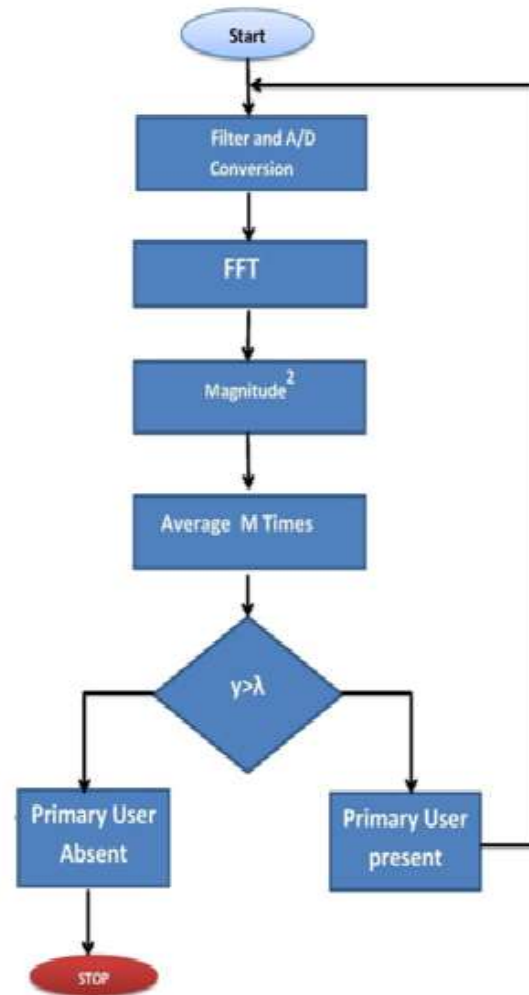 Start
Filter and A/D
Conversion
FFT
Magnitude²
Average M Times
y>λ
Primary User
Absent
Primary User
present
STOP